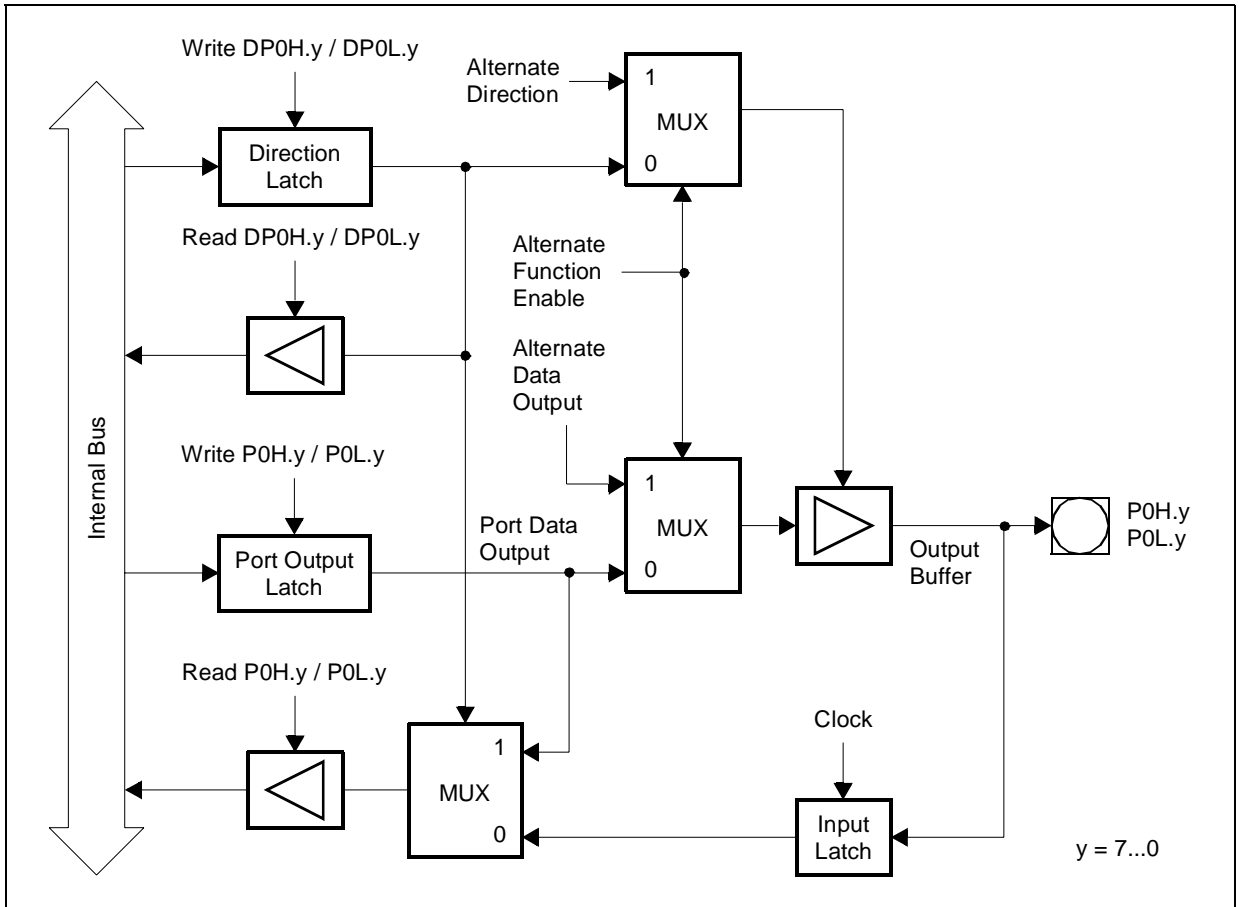 Write DP0H.y / DP0L.y
Alternate
Direction
1
MUX
0
Direction
Latch
Read DP0H.y / DP0L.y
Alternate
Function
Enable
Alternate
Data
Output
Internal Bus
Write P0H.y / P0L.y
1
MUX
0
Port Data
Output
Port Output
Latch
Output
Buffer
P0H.y
P0L.y
Read P0H.y / P0L.y
1
MUX
0
Clock
Input
Latch
y = 7...0